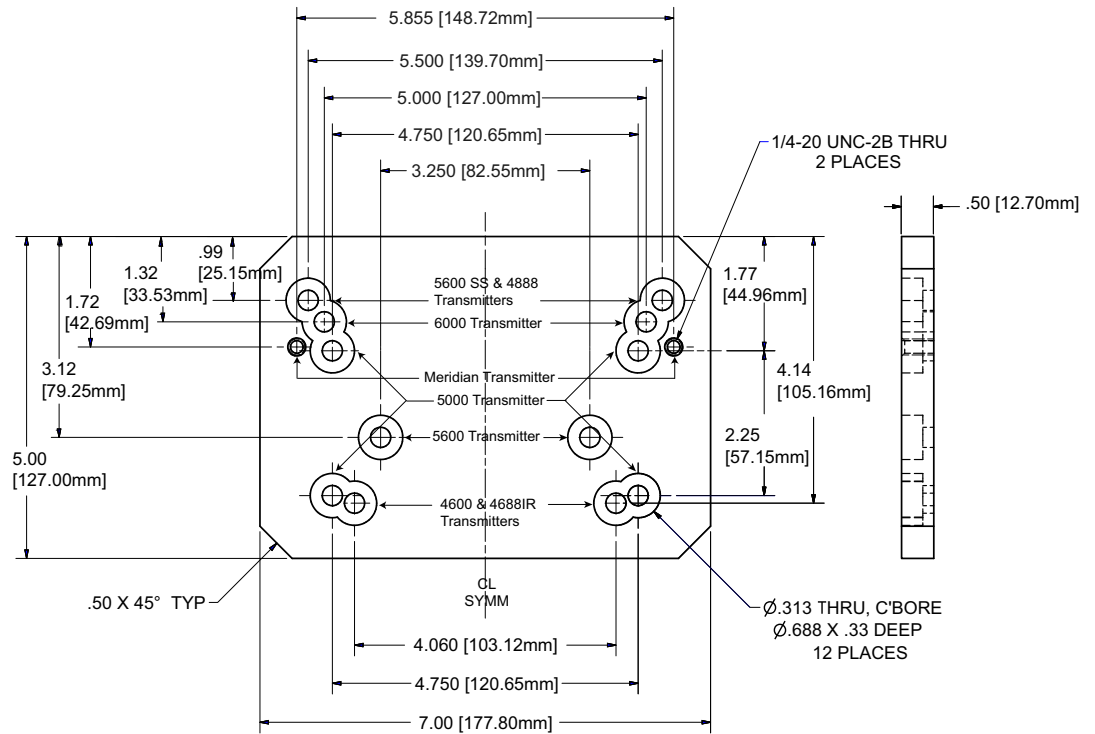 5.855 [148.72mm]
5.500 [139.70mm]
5.000 [127.00mm]
4.750 [120.65mm]
3.250 [82.55mm]
1/4-20 UNC-2B THRU
2 PLACES
.50 [12.70mm]
.99
[25.15mm]
1.32
[33.53mm]
1.72
[42.69mm]
3.12
[79.25mm]
5.00
[127.00mm]
5600 SS & 4888
Transmitters
6000 Transmitter
Meridian Transmitter
5000 Transmitter
5600 Transmitter
4600 & 4688IR
Transmitters
1.77
[44.96mm]
4.14
[105.16mm]
2.25
[57.15mm]
.50 X 45° TYP
CL
SYMM
Ø.313 THRU, C'BORE
Ø.688 X .33 DEEP
12 PLACES
4.060 [103.12mm]
4.750 [120.65mm]
7.00 [177.80mm]